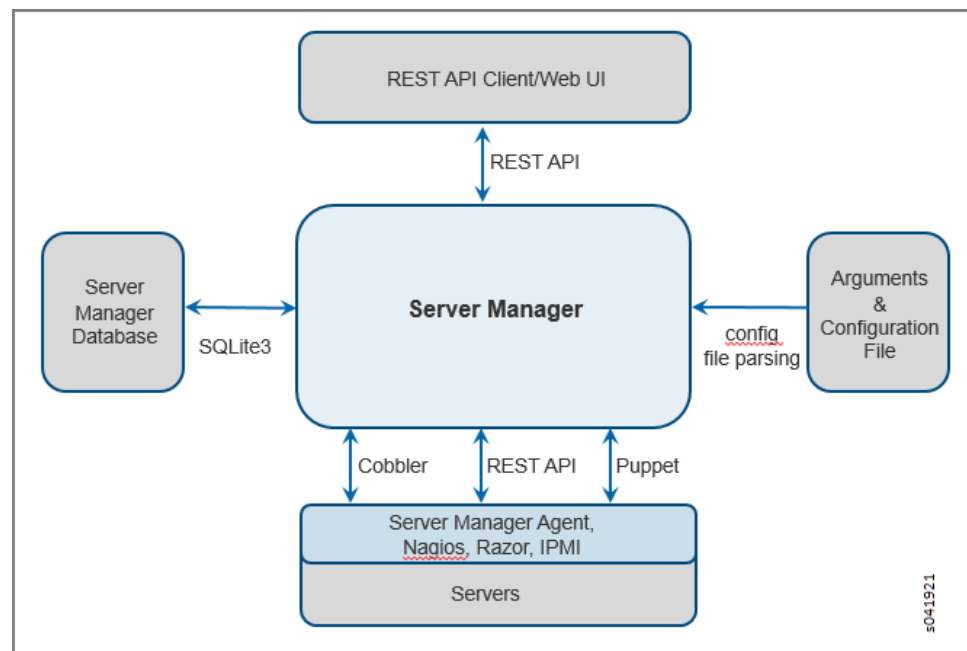 REST API Client/Web UI
REST API
Server
Manager
Database
SQLite3
Server Manager
config
file parsing
Arguments
&
Configuration
File
Cobbler
REST API
Puppet
Server Manager Agent,
Nagios, Razor, IPMI
Servers
s041921